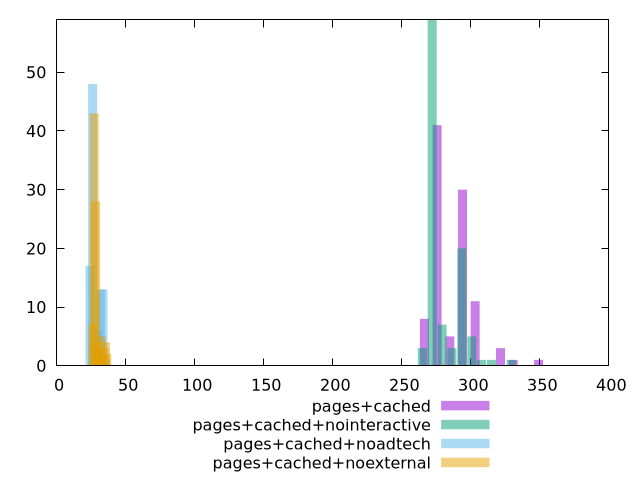 50
40
30
20
10
0
0 50 100 150 200 250 300 350 400
pages+cached
pages+cached+nointeractive
pages+cached+noadtech
pages+cached+noexternal